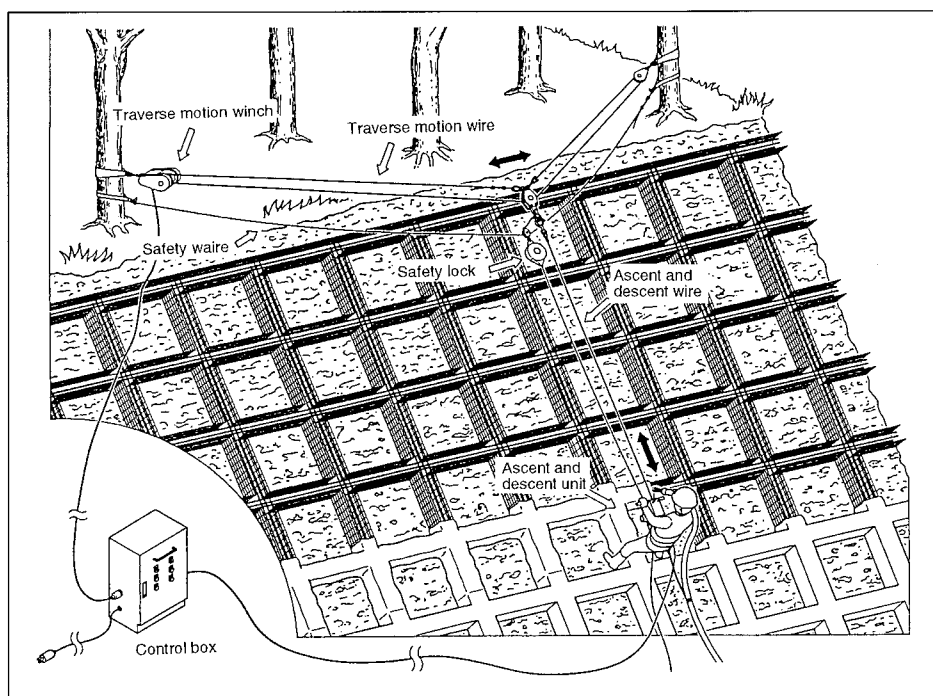 Traverse motion winch
Traverse motion wire
Safety waire
Safety lock
Ascent and
descent wire
Ascent and
descent unit
Control box